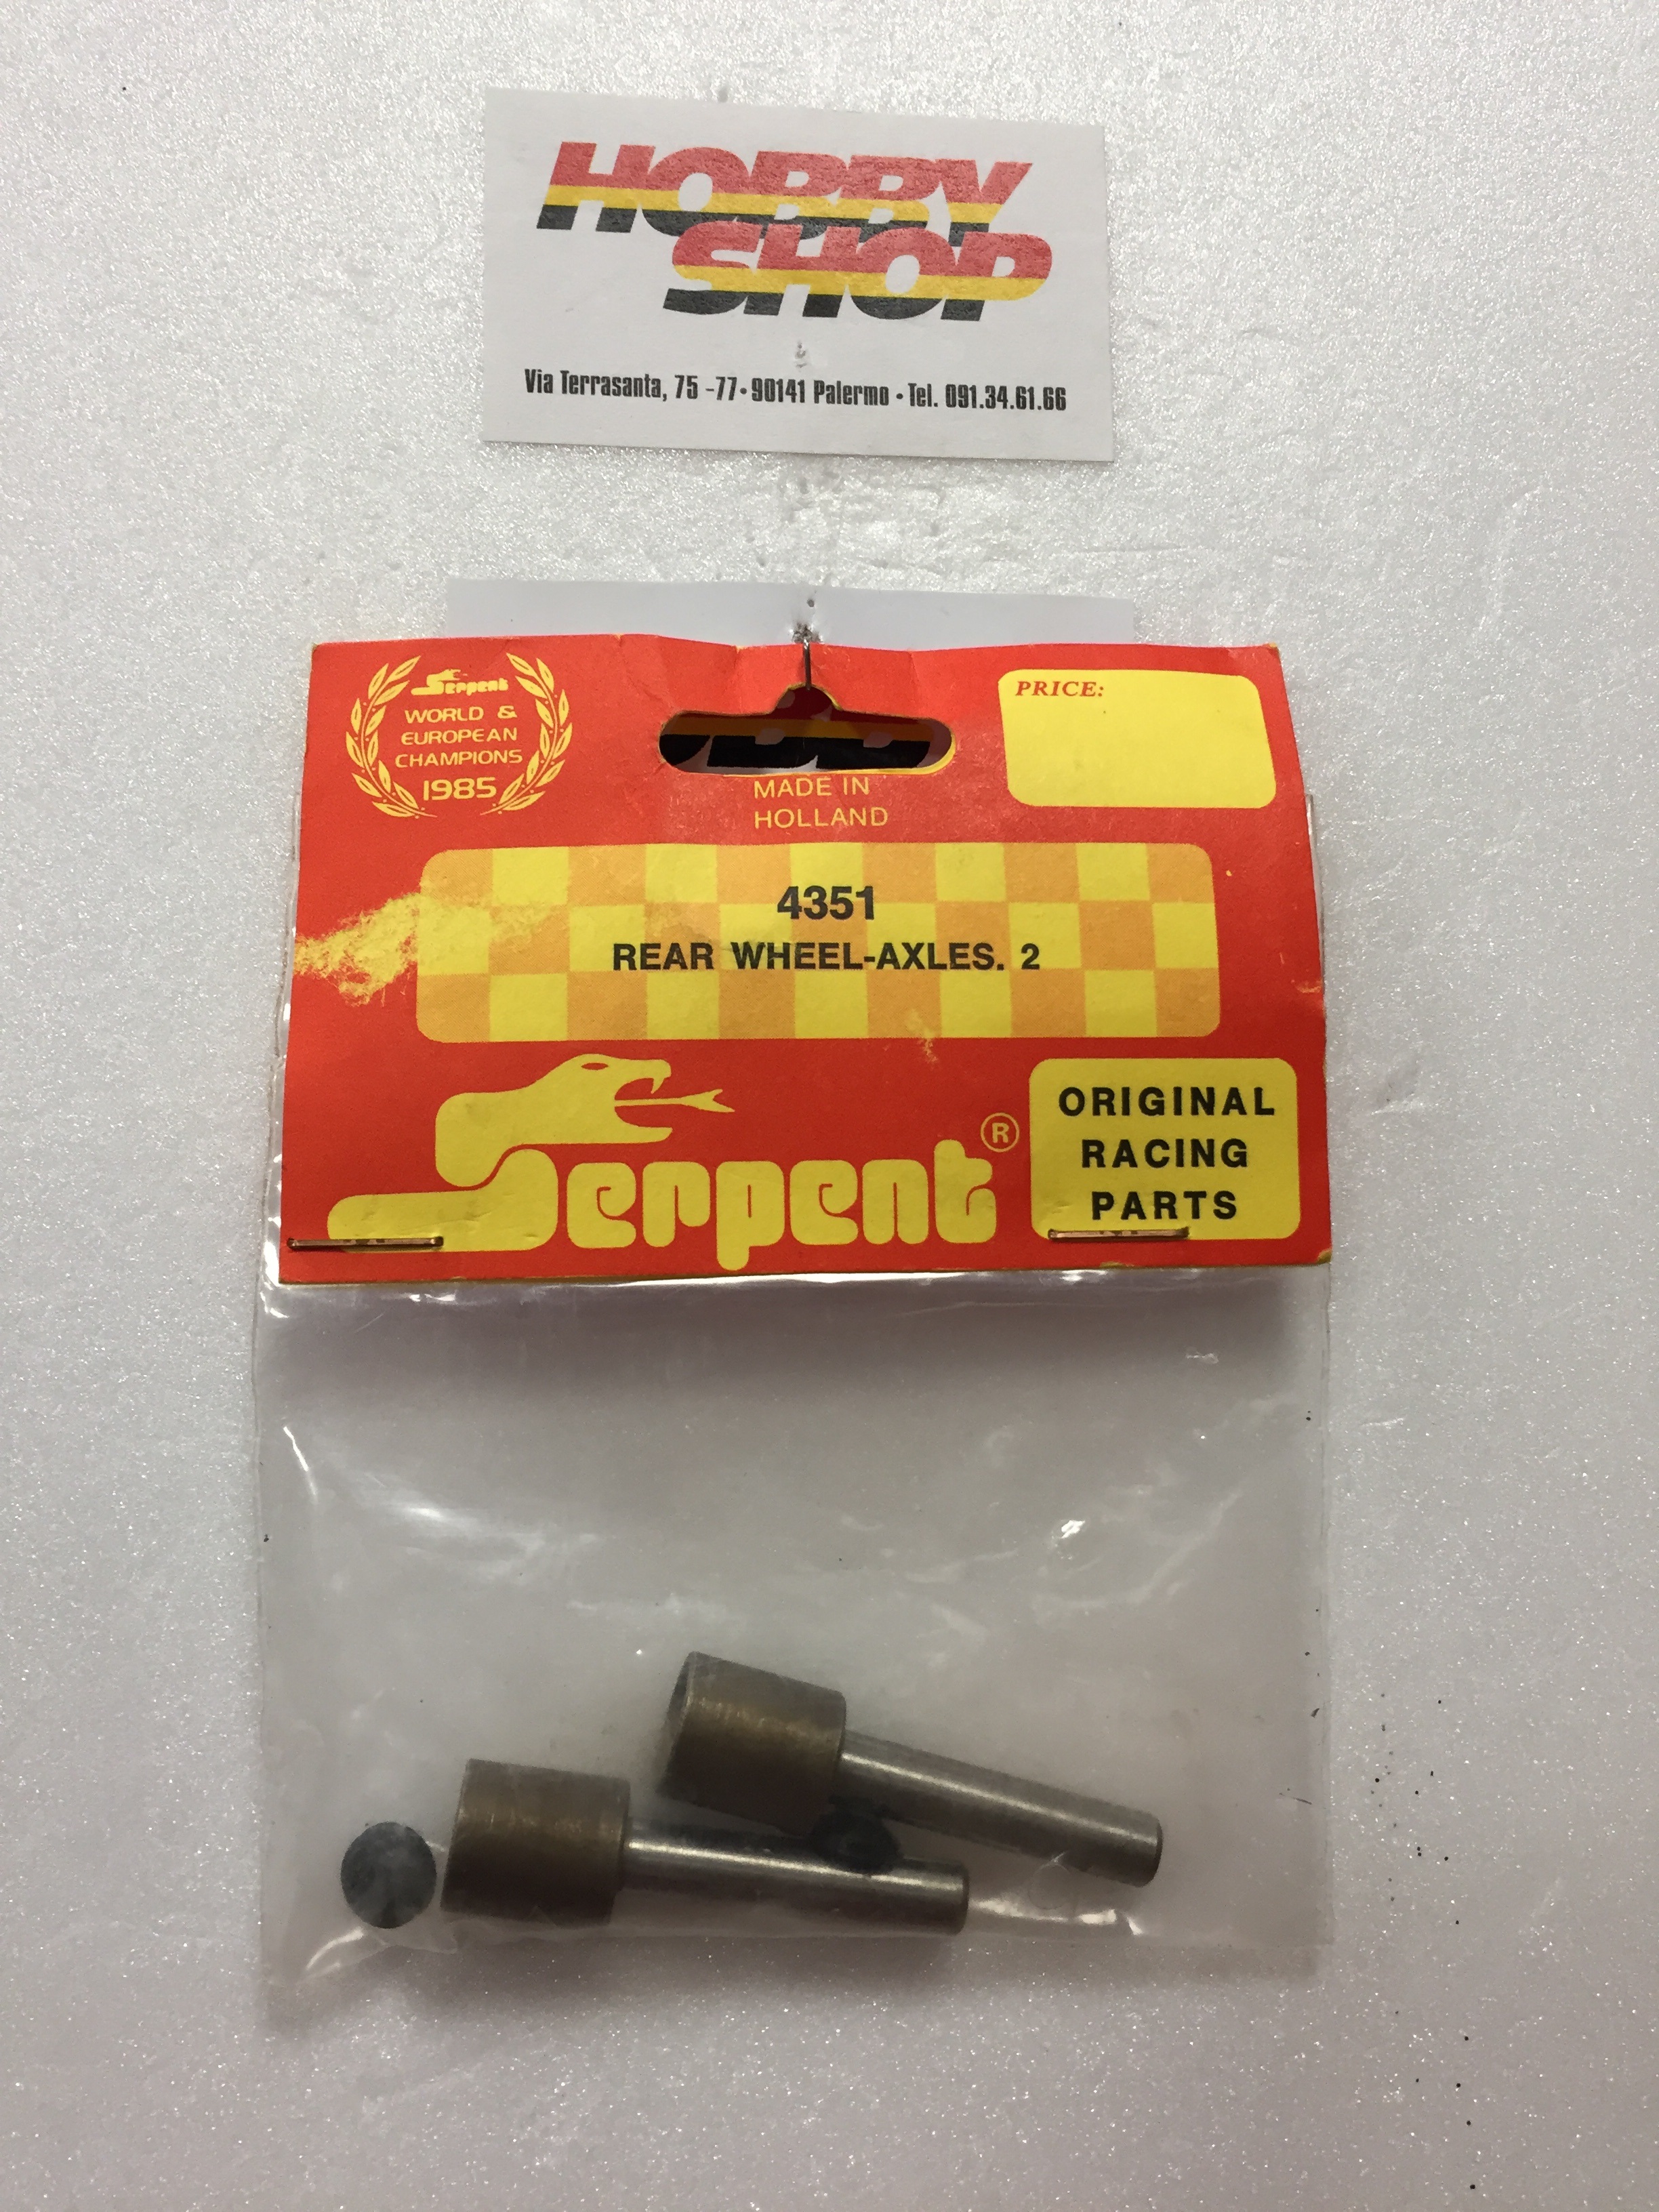 HOBBY
SHOP
Via Terrasanta, 75 -77 • 90141 Palermo • Tel. 091.34.61.66
Serpent
WORLD &
EUROPEAN
CHAMPIONS
1985
PRICE:
MADE IN
HOLLAND
4351
REAR WHEEL-AXLES. 2
Serpent®
ORIGINAL
RACING
PARTS